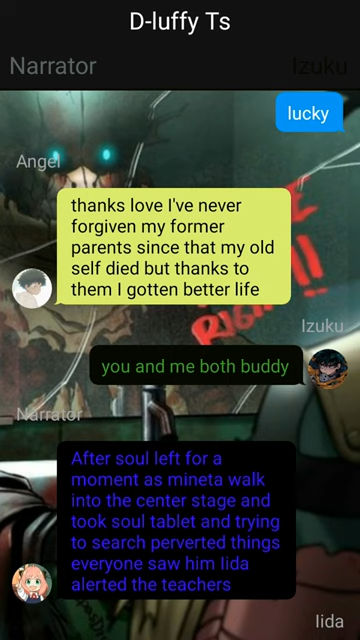 D-luffy Ts
Narrator
Izuku
lucky
Angel
thanks love I've never
forgiven my former
parents since that my old
self died but thanks to
them I gotten better life
Izuku
you and me both buddy
Narrator
After soul left for a
moment as mineta walk
into the center stage and
took soul tablet and trying
to search perverted things
everyone saw him Iida
alerted the teachers
Iida